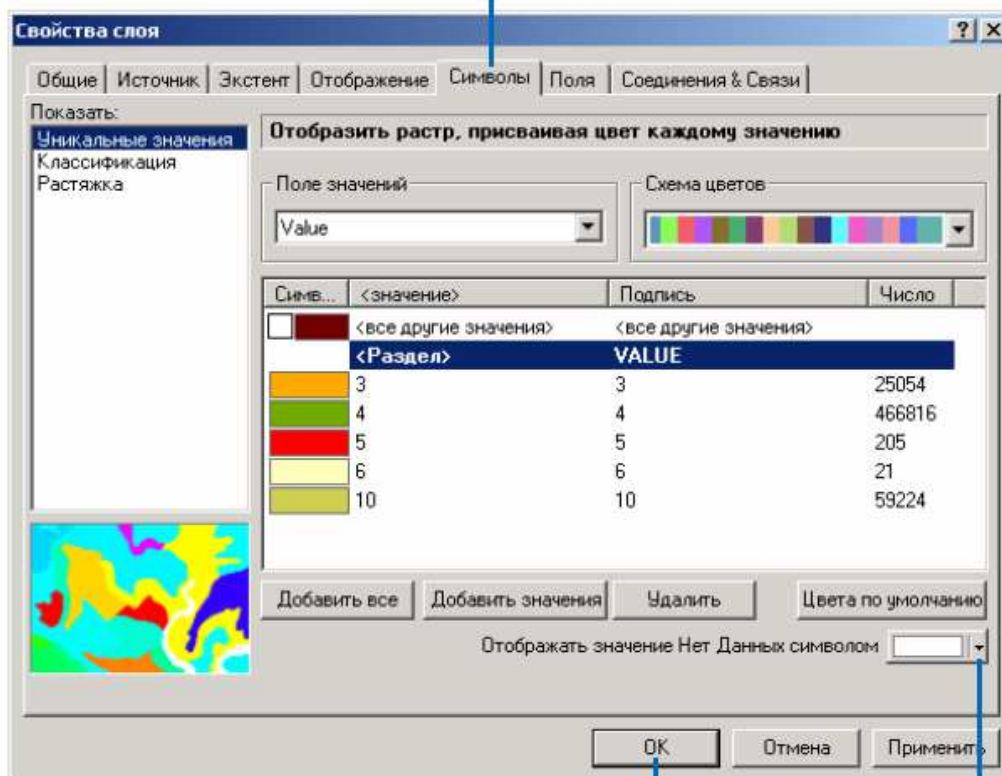 Свойства слоя
Общие Источник Экстент Отображение Символы Поля Соединения & Связи
Показать:
Уникальные значения
Классификация
Растяжка
Отобразить растр, присваивая цвет каждому значению
Поле значений
Value
Схема цветов
Симв... <значение> Подпись Число
<все другие значения> <все другие значения>
<Раздел> VALUE
3 3 25054
4 4 466816
5 5 205
6 6 21
10 10 59224
Добавить все Добавить значения Удалить Цвета по умолчанию
Отображать значение Нет Данных символом
OK Отмена Применить